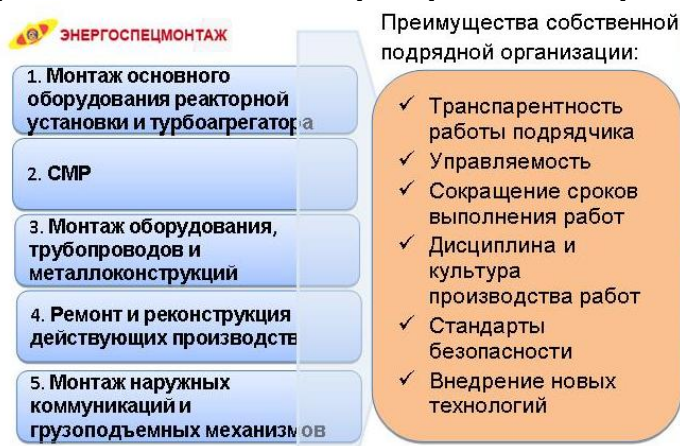 ЭНЕРГОСПЕЦМОНТАЖ
1. Монтаж основного
оборудования реакторной
установки и турбоагрегатора
2. СМР
3. Монтаж оборудования,
трубопроводов и
металлоконструкций
4. Ремонт и реконструкция
действующих производств
5. Монтаж наружных
коммуникаций и
грузоподъемных механизмов
Преимущества собственной
подрядной организации:
✓ Транспарентность
работы подрядчика
✓ Управляемость
✓ Сокращение сроков
выполнения работ
✓ Дисциплина и
культура
производства работ
✓ Стандарты
безопасности
✓ Внедрение новых
технологий